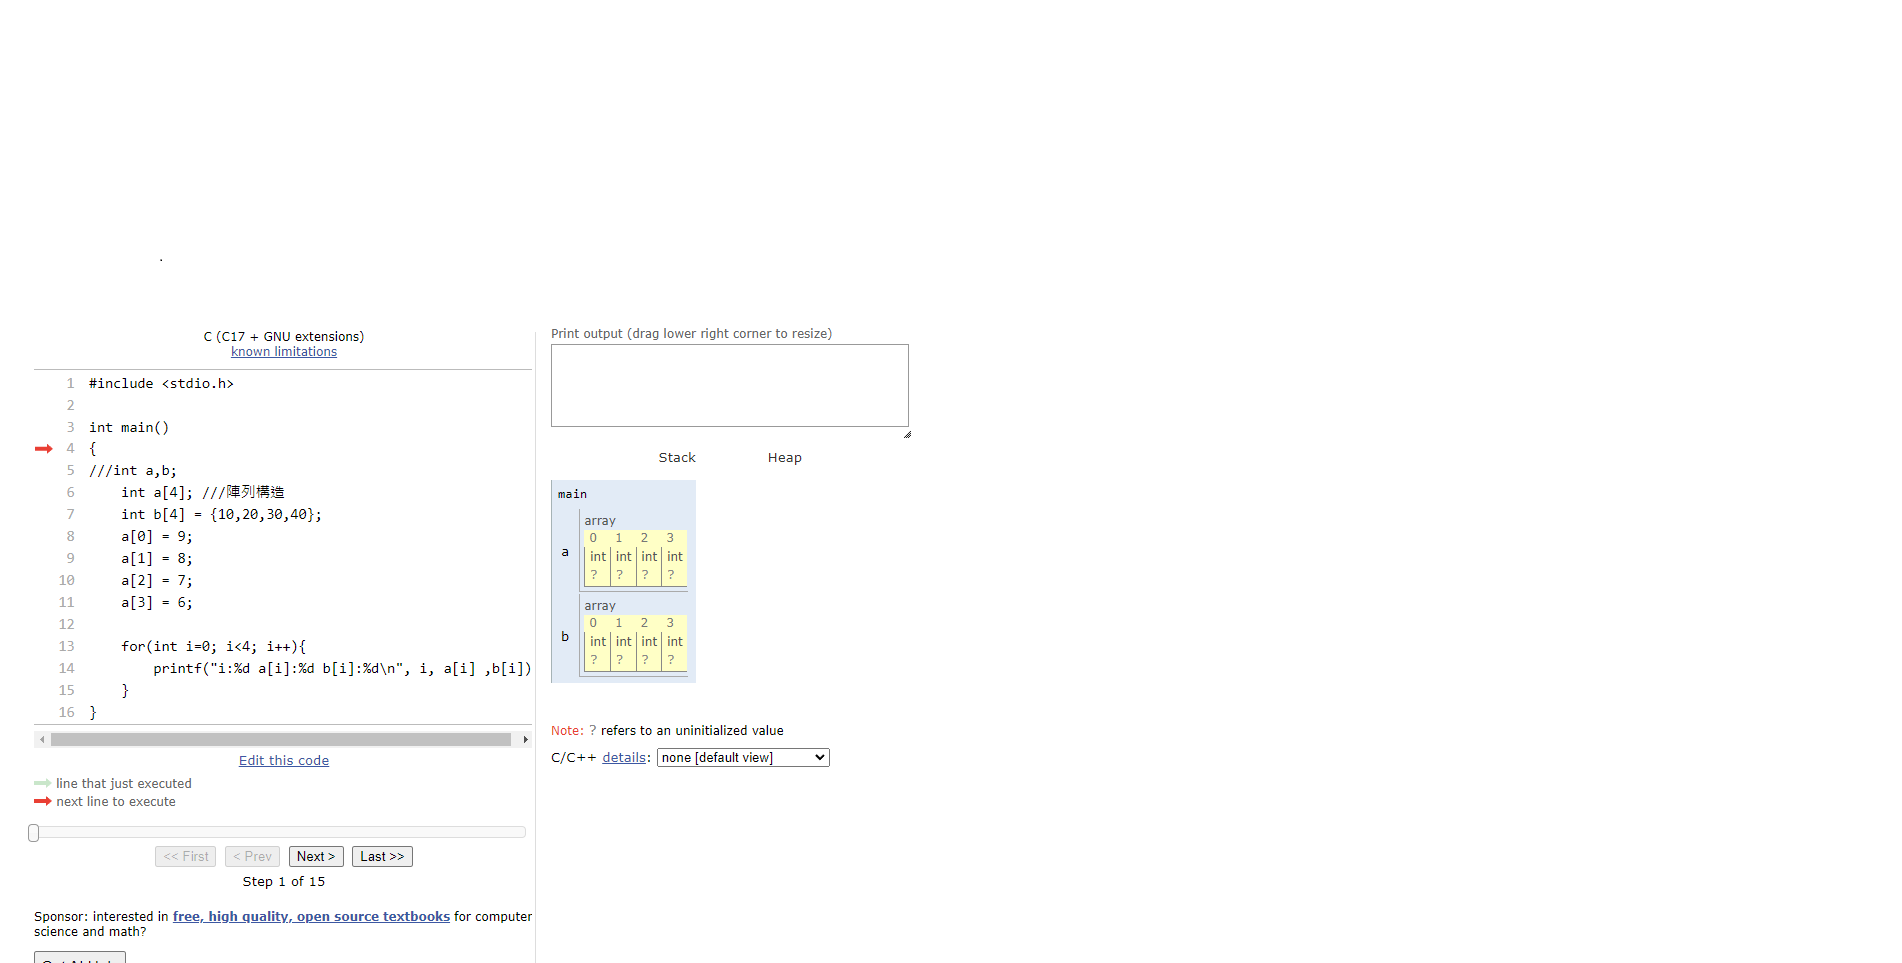 .
C (C17 + GNU extensions)
known limitations
1 #include <stdio.h>
2
3 int main()
4 {
5 ///int a,b;
6 int a[4]; ///陣列構造
7 int b[4] = {10,20,30,40};
8 a[0] = 9;
9 a[1] = 8;
10 a[2] = 7;
11 a[3] = 6;
12
13 for(int i=0; i<4; i++){
14 printf("i:%d a[i]:%d b[i]:%d\n", i, a[i] ,b[i])
15 }
16 }
Edit this code
line that just executed
next line to execute
<< First < Prev Next > Last >>
Step 1 of 15
Sponsor: interested in free, high quality, open source textbooks for computer
science and math?
Print output (drag lower right corner to resize)
Stack Heap
main
array
0 1 2 3
a
int int int int
? ? ? ?
array
0 1 2 3
b
int int int int
? ? ? ?
Note: ? refers to an uninitialized value
C/C++ details: none [default view]